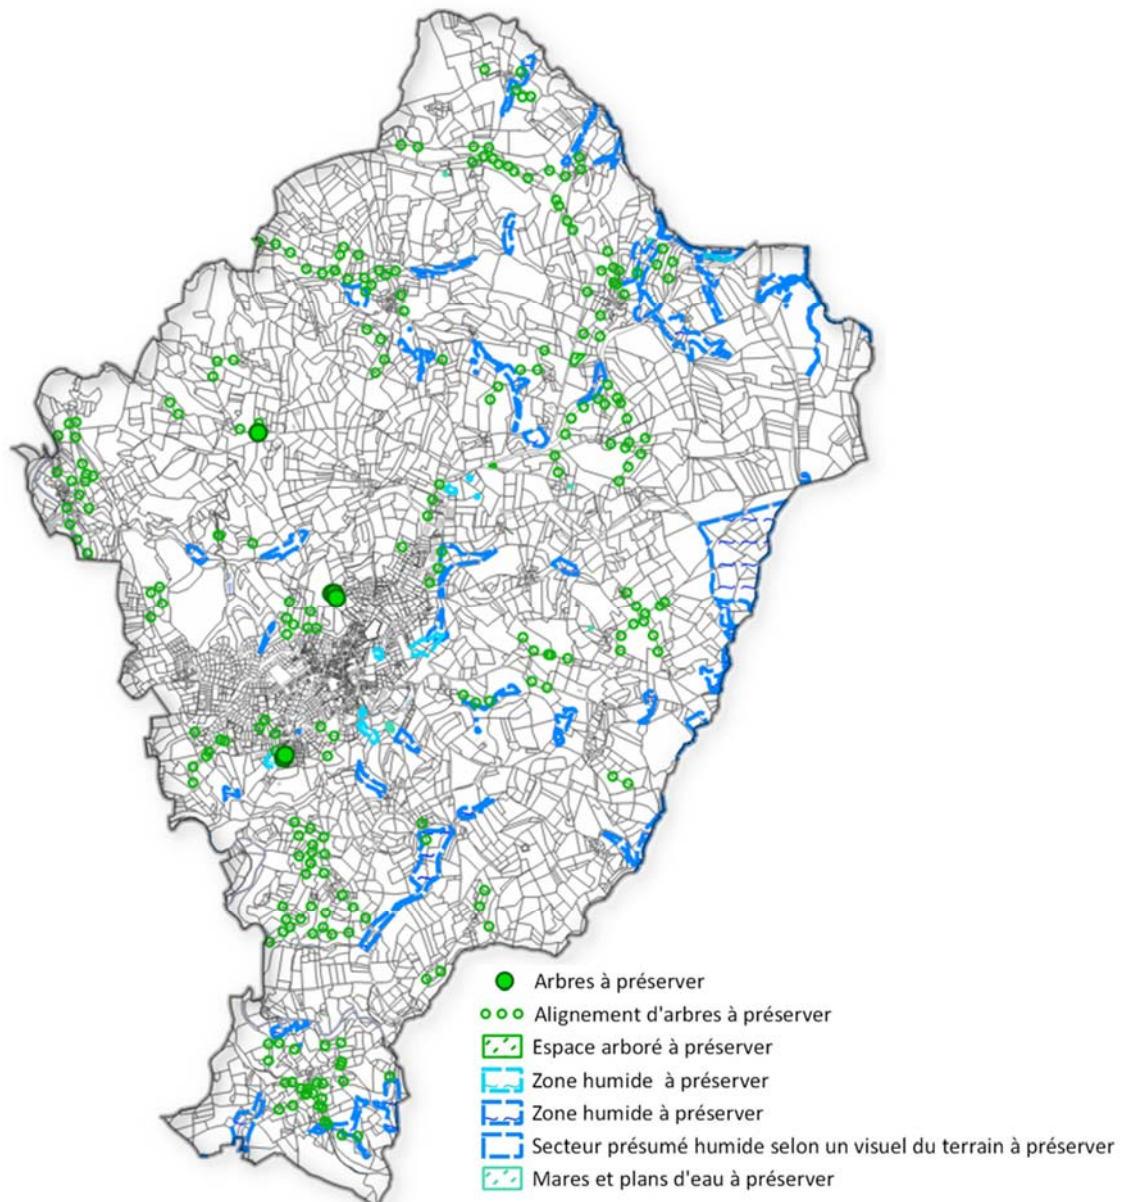 Arbres à préserver
Alignement d'arbres à préserver
Espace arboré à préserver
Zone humide à préserver
Zone humide à préserver
Secteur présumé humide selon un visuel du terrain à préserver
Mares et plans d'eau à préserver